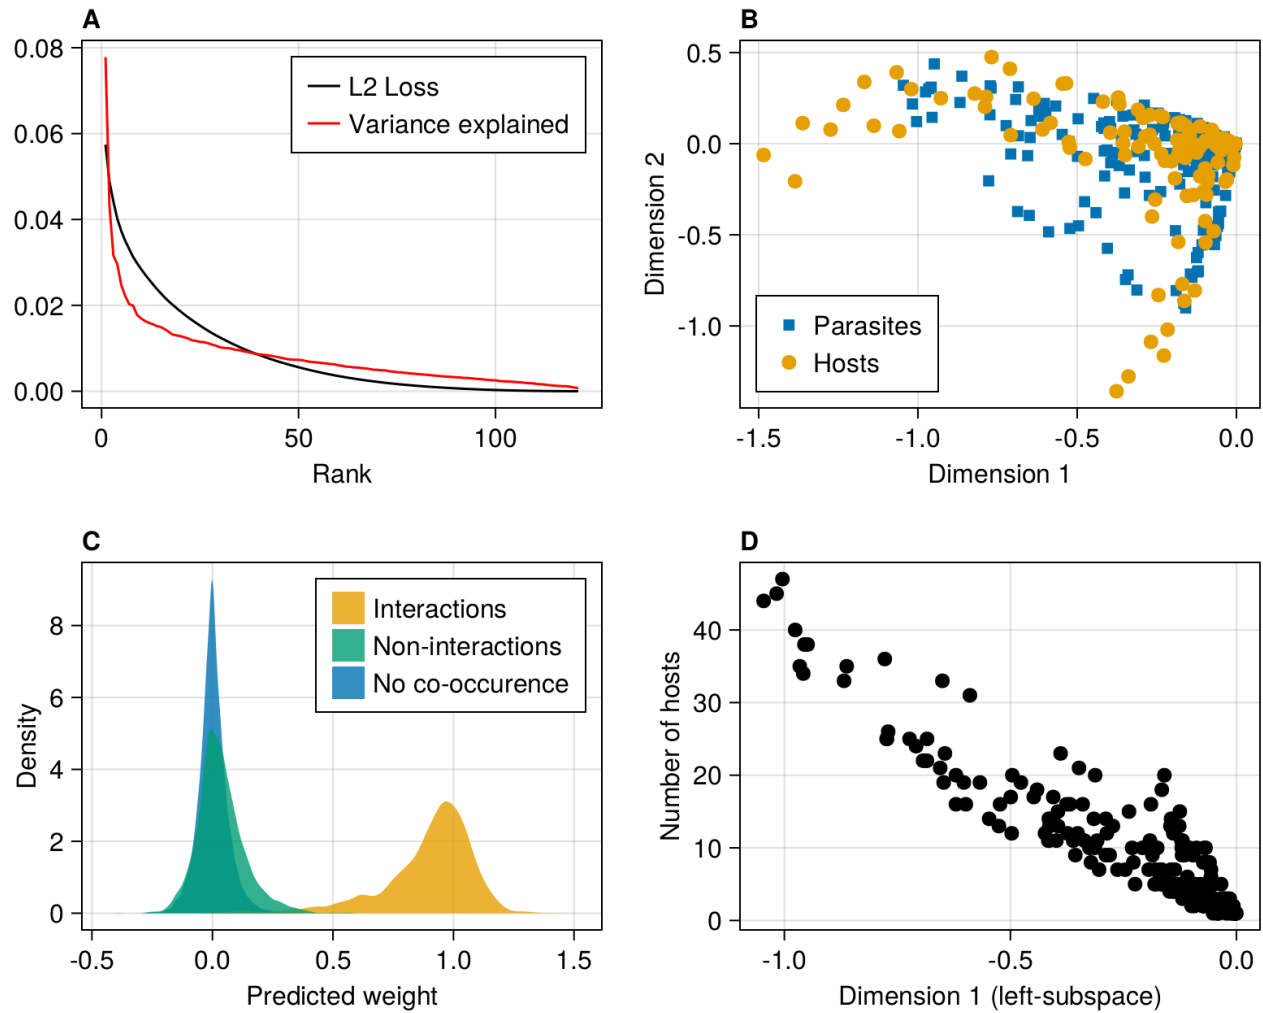 A
0.08
0.06
0.04
0.02
0.00
L2 Loss
Variance explained
0
50
100
Rank
B
0.5
0.0
-0.5
-1.0
Dimension 2
Parasites
Hosts
-1.5
-1.0
-0.5
0.0
Dimension 1
C
8
6
4
2
0
Density
Interactions
Non-interactions
No co-occurence
-0.5
0.0
0.5
1.0
1.5
Predicted weight
D
40
30
20
10
0
Number of hosts
-1.0
-0.5
0.0
Dimension 1 (left-subspace)